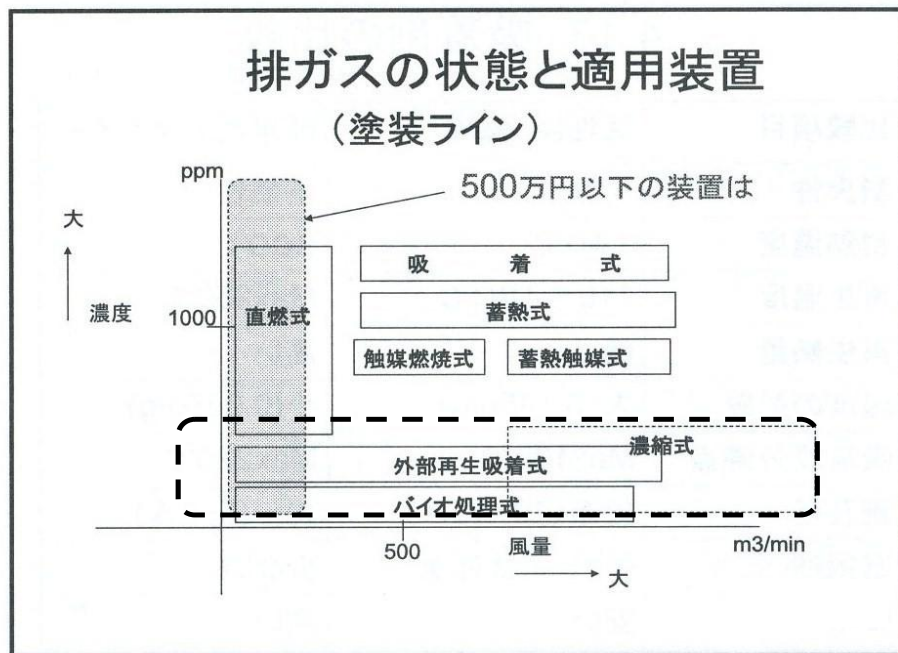 排ガスの状態と適用装置
(塗装ライン)
ppm
500万円以下の装置は
大
吸 着 式
濃度
直燃式
蓄熱式
1000
触媒燃焼式
蓄熱触媒式
濃縮式
外部再生吸着式
バイオ処理式
500
風量
m3/min
大